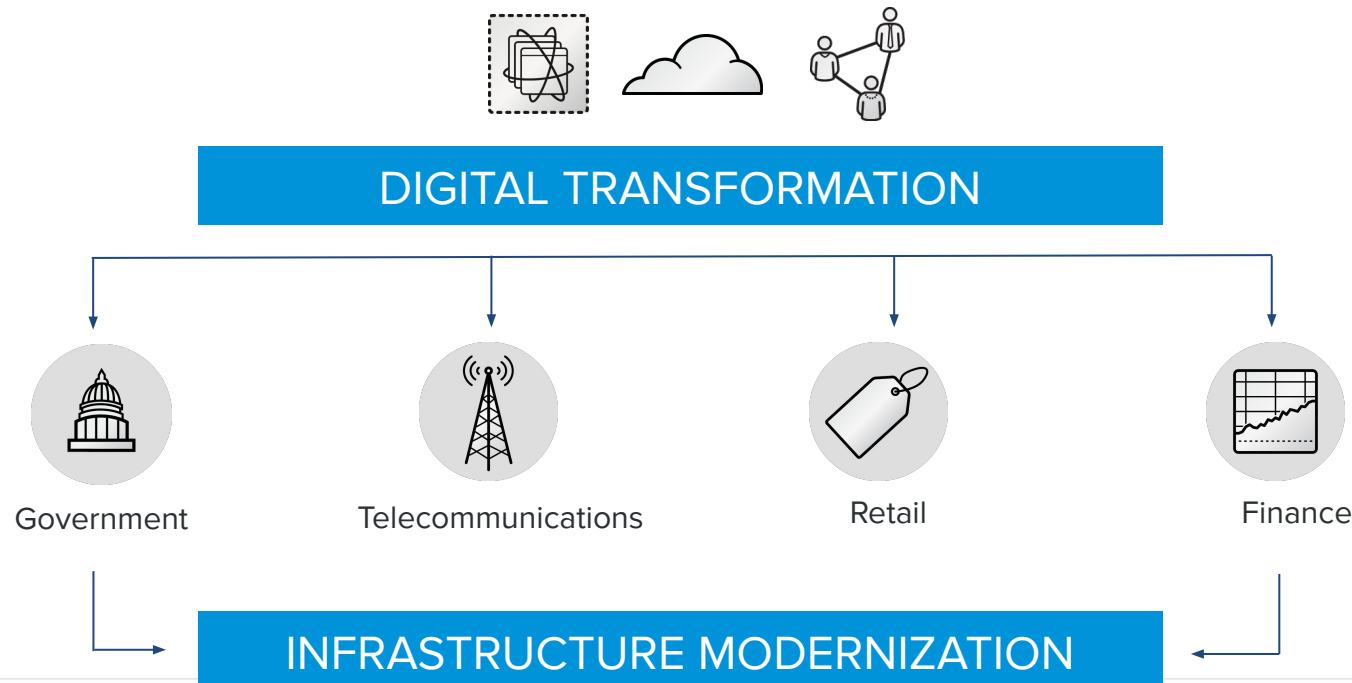 DIGITAL TRANSFORMATION
Government
Telecommunications
Retail
Finance
INFRASTRUCTURE MODERNIZATION